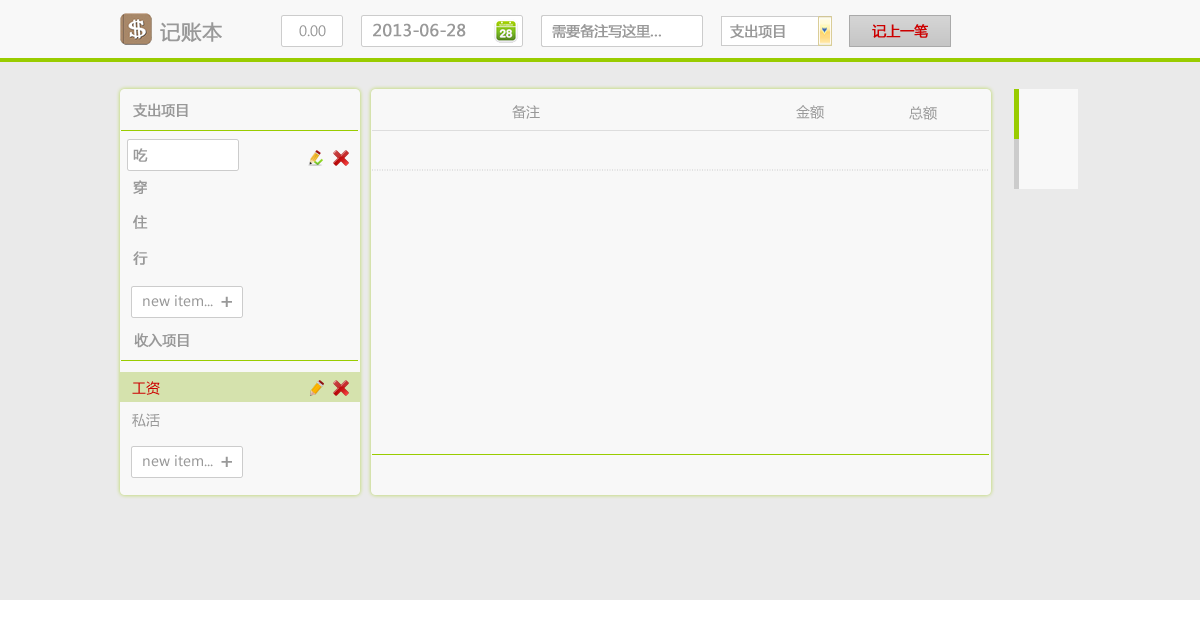 $ 记账本 0.00 2013-06-28 28 需要备注写这里... 支出项目 记上一笔
支出项目
吃
穿
住
行
new item... +
收入项目
工资
私活
new item... +
备注 金额 总额